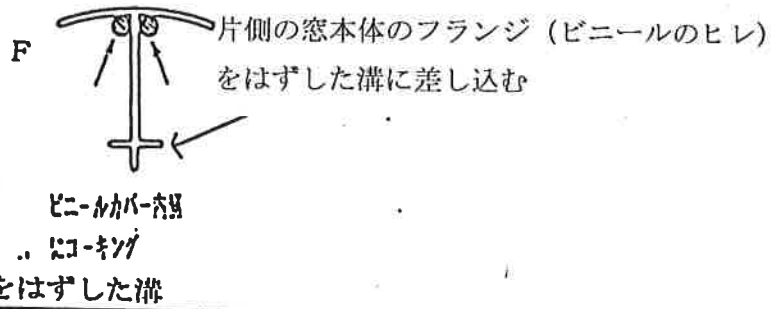 F
片側の窓本体のフランジ (ビニールのヒレ)
をはずした溝に差し込む
ビニールカバー内側
にコーキング
をはずした溝